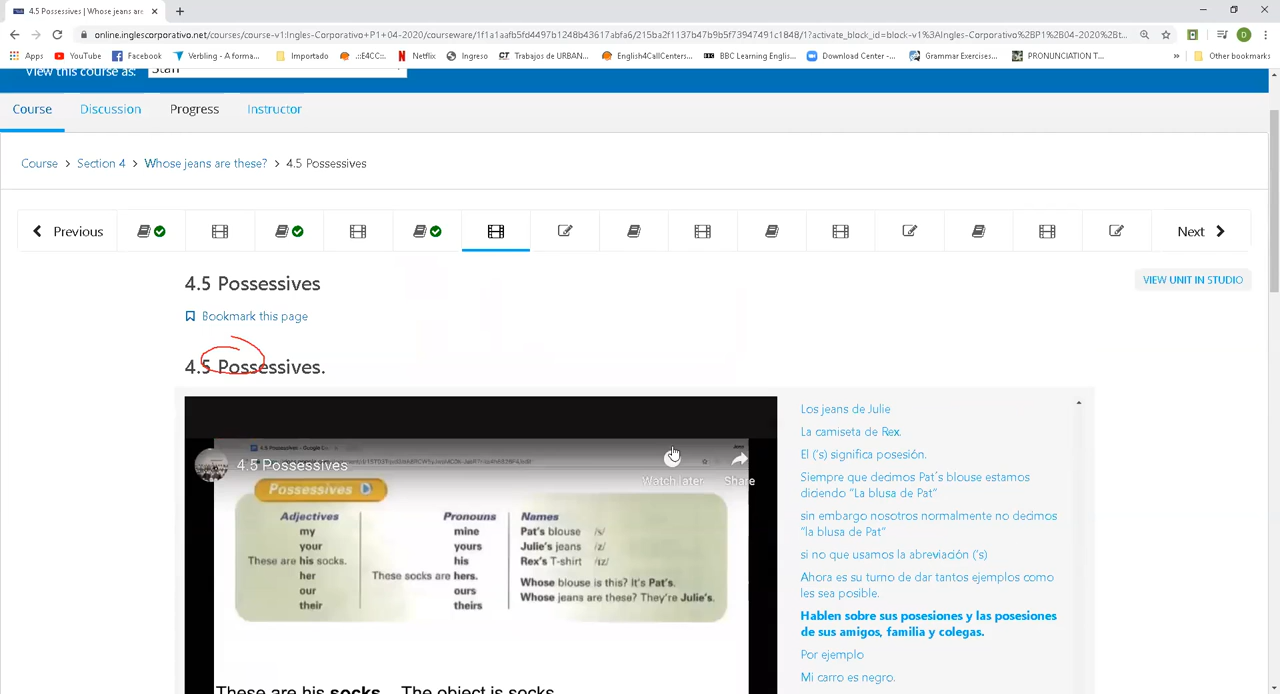 4.5 Possessives | Whose jeans are
online.inglescorporativo.net/courses/course-v1:Ingles-Corporativo+P1+04-2020/courseware/1f1a1aafb5fd4497b1248b43617abfa6/215ba2f1137b47b9b5f73947491c1848/1?activate_block_id=block-v1%3AIngles-Corporativo%2BP1%2B04-2020%2Bt...
Apps YouTube Facebook Verbling - A forma... Importado .::E4CC::. Netflix Ingreso Trabajos de URBAN... English4CallCenters... BBC Learning Englis... Download Center -... Grammar Exercises... PRONUNCIATION T... » Other bookmarks
View this course as: Staff
Course Discussion Progress Instructor
Course > Section 4 > Whose jeans are these? > 4.5 Possessives
Previous Next
4.5 Possessives
VIEW UNIT IN STUDIO
Bookmark this page
4.5 Possessives.
4.5 Possessives
Watch later Share
Possessives
Adjectives Pronouns Names
my mine Pat's blouse /s/
your yours Julie's jeans /z/
These are his socks. his Rex's T-shirt /ɪz/
her These socks are hers.
our ours Whose blouse is this? It's Pat's.
their theirs Whose jeans are these? They're Julie's.
These are his socks. The object is socks
Los jeans de Julie
La camiseta de Rex.
El ('s) significa posesión.
Siempre que decimos Pat´s blouse estamos
diciendo "La blusa de Pat"
sin embargo nosotros normalmente no decimos
"la blusa de Pat"
si no que usamos la abreviación ('s)
Ahora es su turno de dar tantos ejemplos como
les sea posible.
Hablen sobre sus posesiones y las posesiones
de sus amigos, familia y colegas.
Por ejemplo
Mi carro es negro.